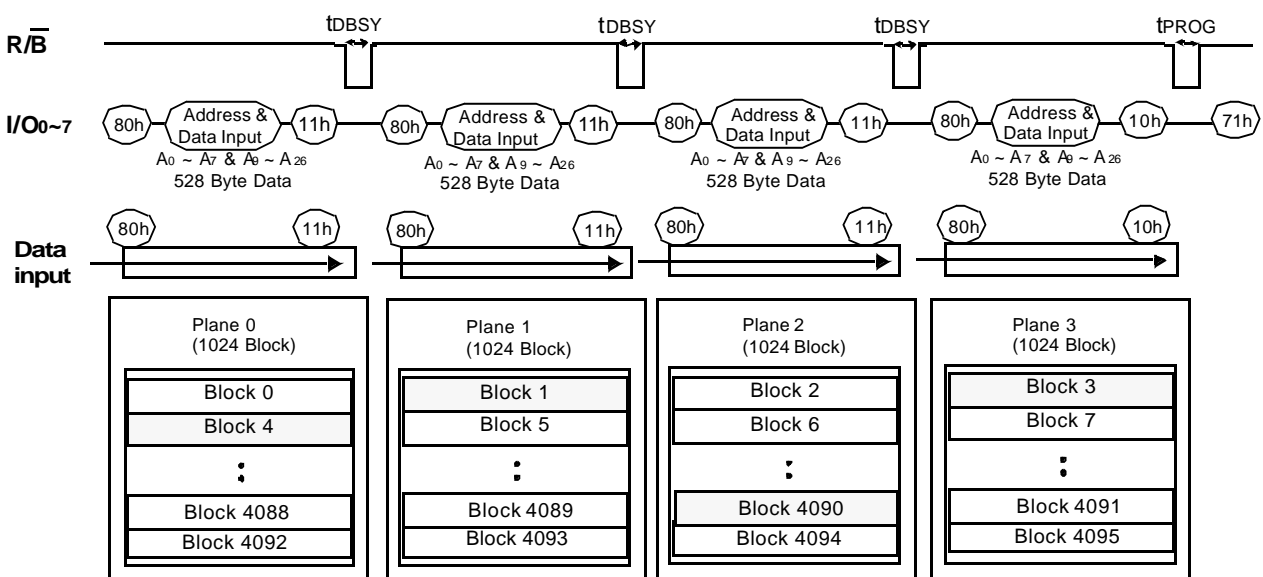 tDBSY tDBSY tDBSY tPROG
R/B
I/O0~7 80h Address & Data Input 11h 80h Address & Data Input 11h 80h Address & Data Input 11h 80h Address & Data Input 10h 71h
A0 ~ A7 & A9 ~ A26 A0 ~ A7 & A9 ~ A26 A0 ~ A7 & A9 ~ A26 A0 ~ A7 & A9 ~ A26
528 Byte Data 528 Byte Data 528 Byte Data 528 Byte Data
Data input 80h 11h 80h 11h 80h 11h 80h 10h
Plane 0
(1024 Block)
Block 0
Block 4
:
Block 4088
Block 4092
Plane 1
(1024 Block)
Block 1
Block 5
:
Block 4089
Block 4093
Plane 2
(1024 Block)
Block 2
Block 6
:
Block 4090
Block 4094
Plane 3
(1024 Block)
Block 3
Block 7
:
Block 4091
Block 4095